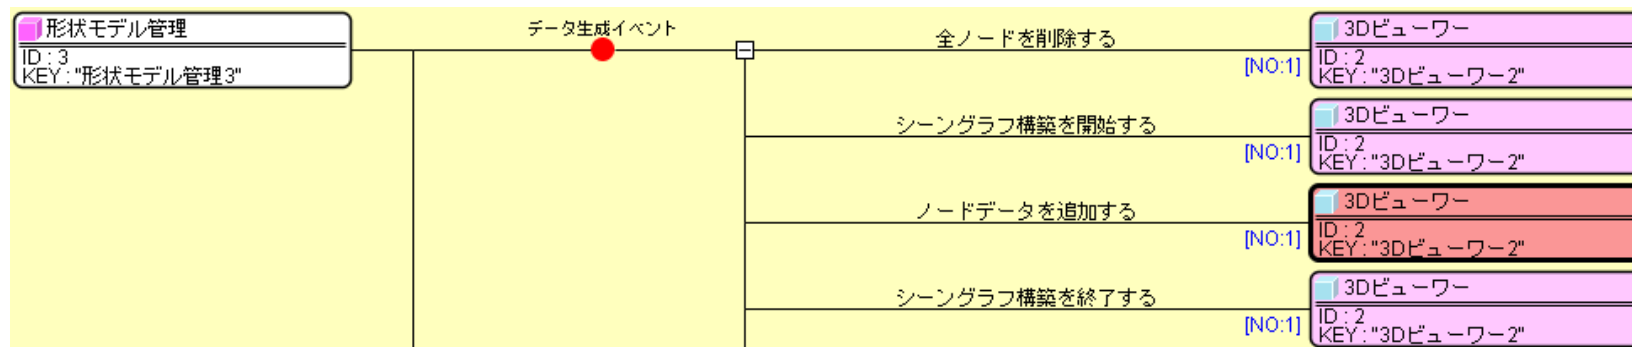 形状モデル管理
ID : 3
KEY : "形状モデル管理3"
データ生成イベント
全ノードを削除する
[NO:1]
3Dビューワー
ID : 2
KEY : "3Dビューワー2"
シーングラフ構築を開始する
[NO:1]
3Dビューワー
ID : 2
KEY : "3Dビューワー2"
ノードデータを追加する
[NO:1]
3Dビューワー
ID : 2
KEY : "3Dビューワー2"
シーングラフ構築を終了する
[NO:1]
3Dビューワー
ID : 2
KEY : "3Dビューワー2"